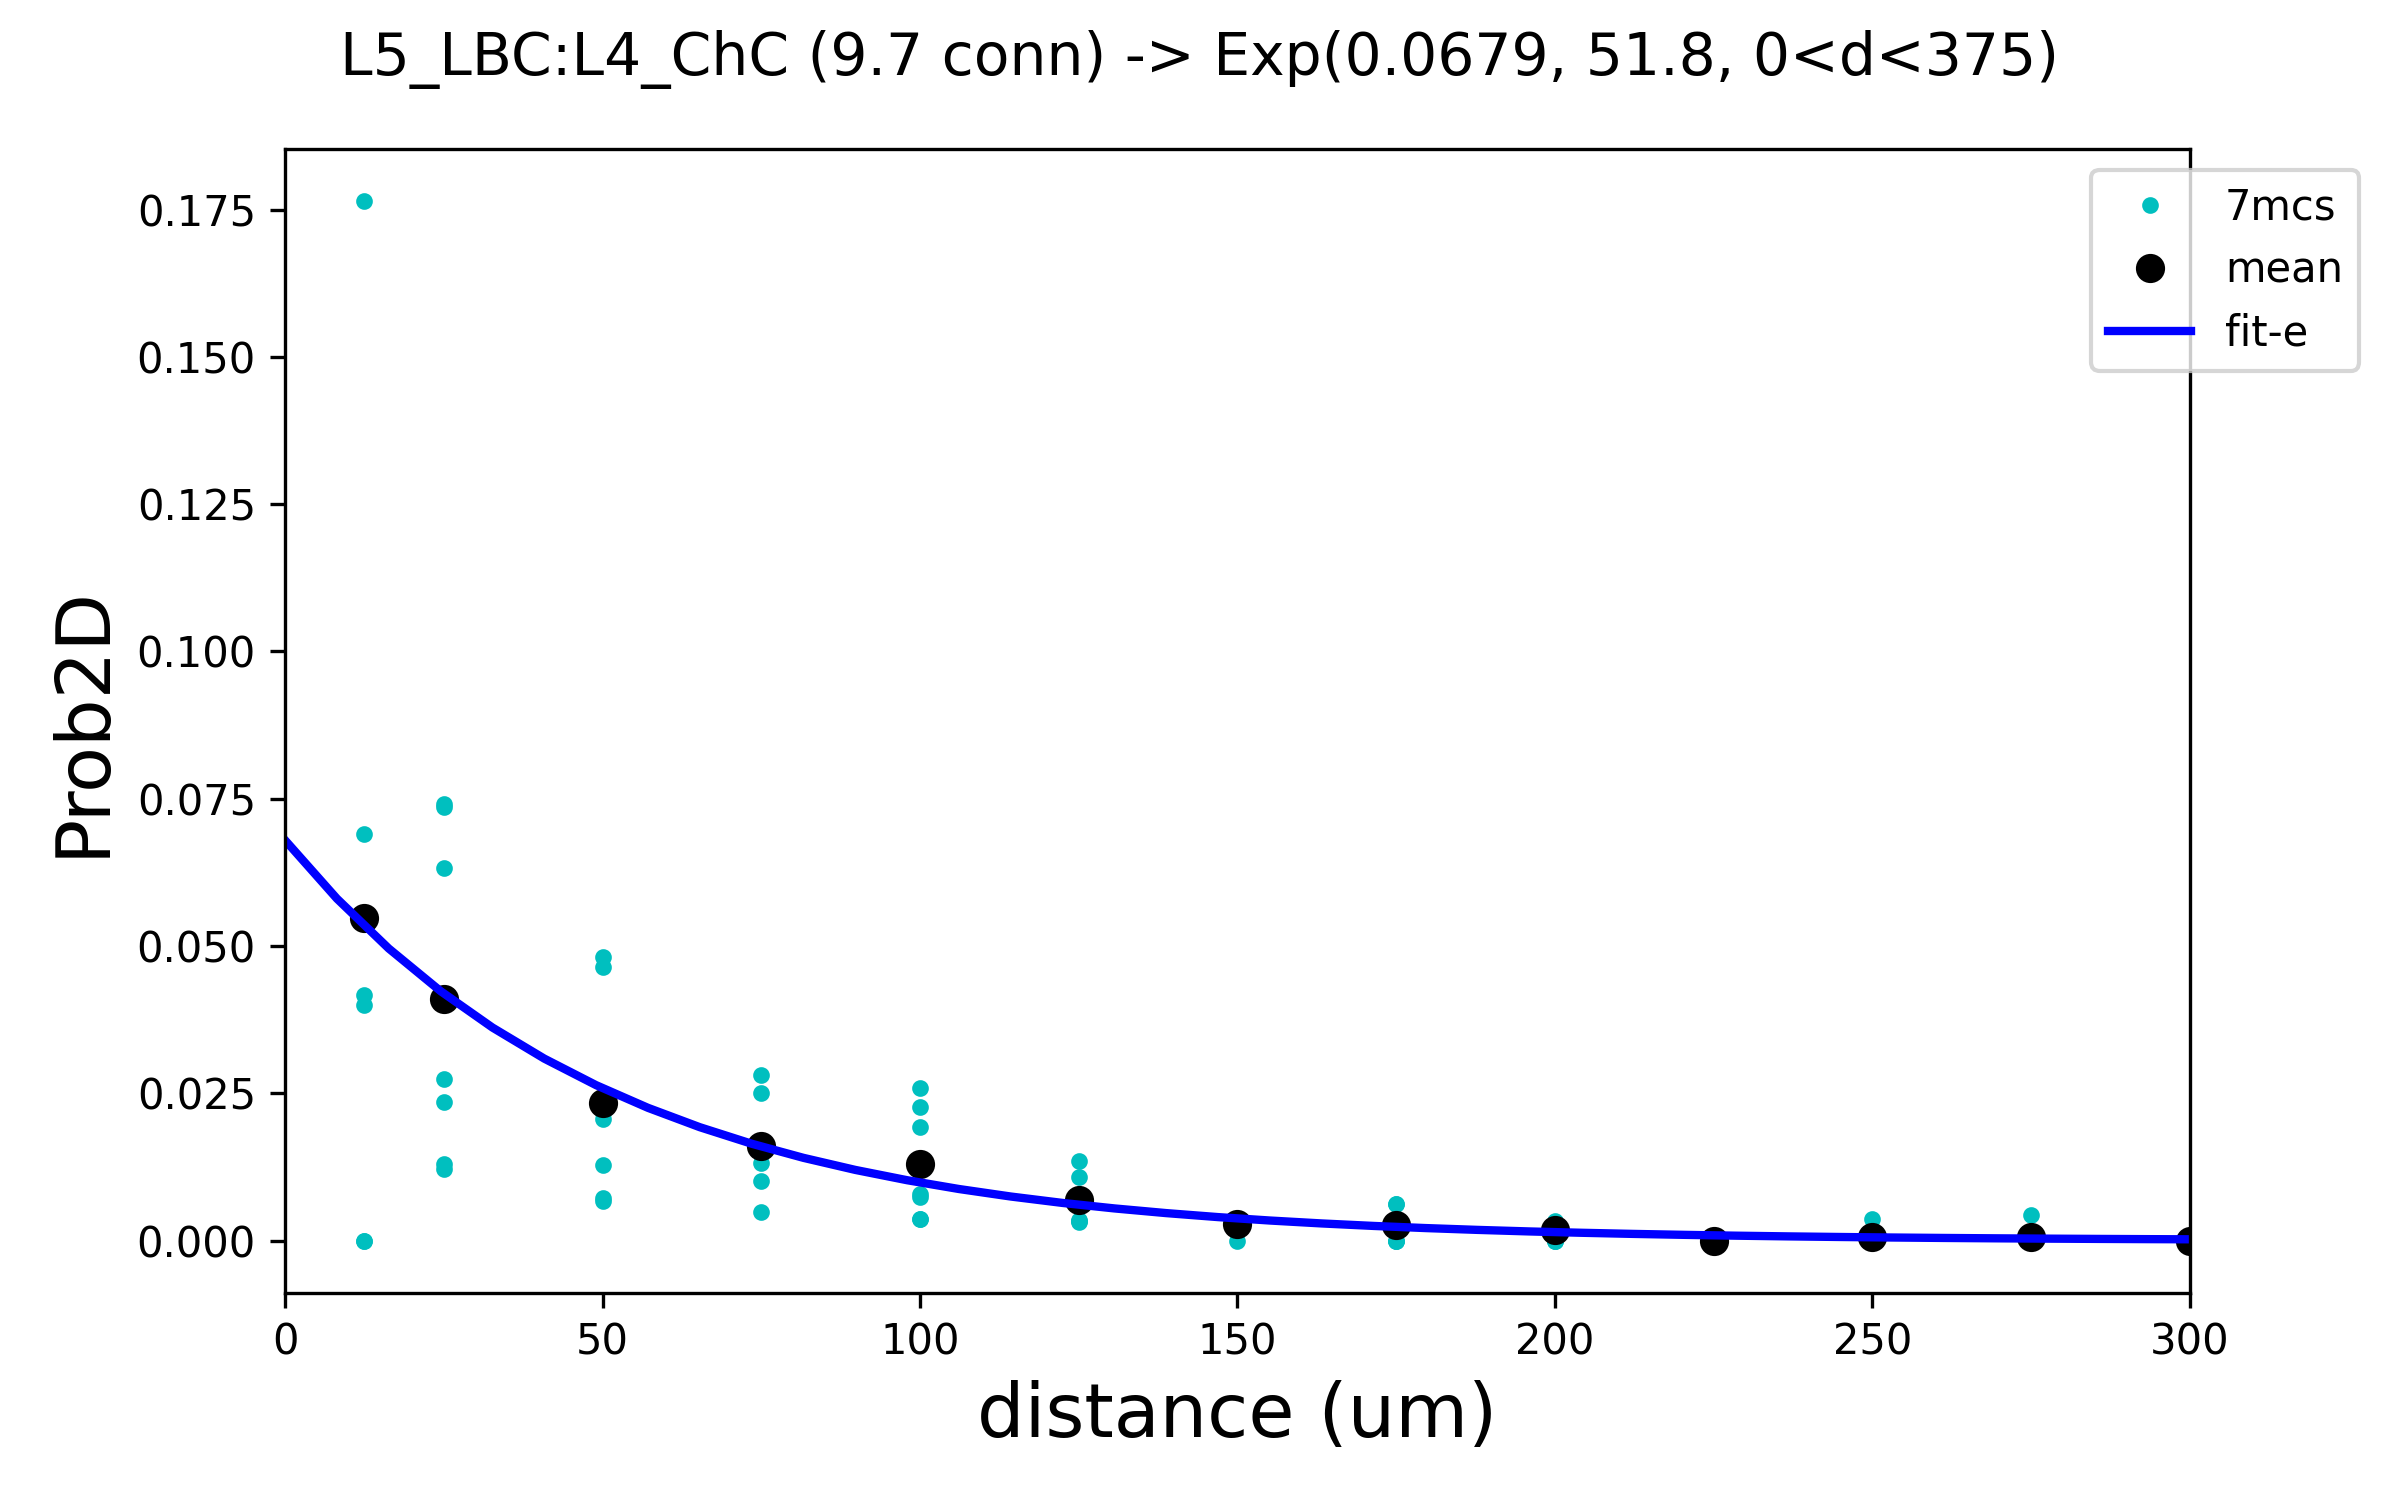 L5_LBC:L4_ChC (9.7 conn) -> Exp(0.0679, 51.8, 0<d<375)
7mcs
mean
fit-e
Prob2D
0.175
0.150
0.125
0.100
0.075
0.050
0.025
0.000
0 50 100 150 200 250 300
distance (um)